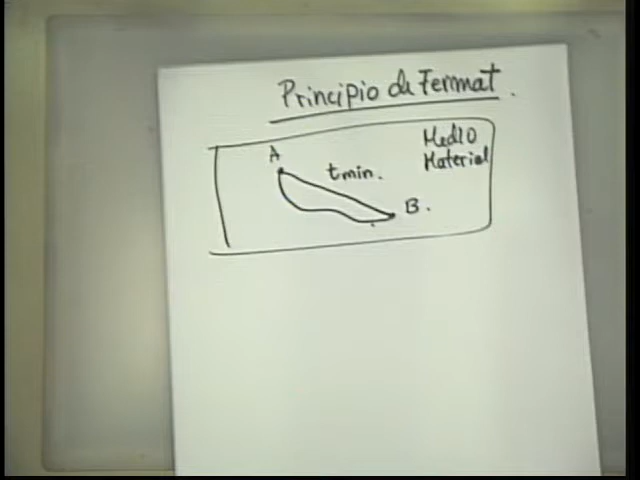 Principio de Fermat.
Medio
Material
A
tmin.
B.